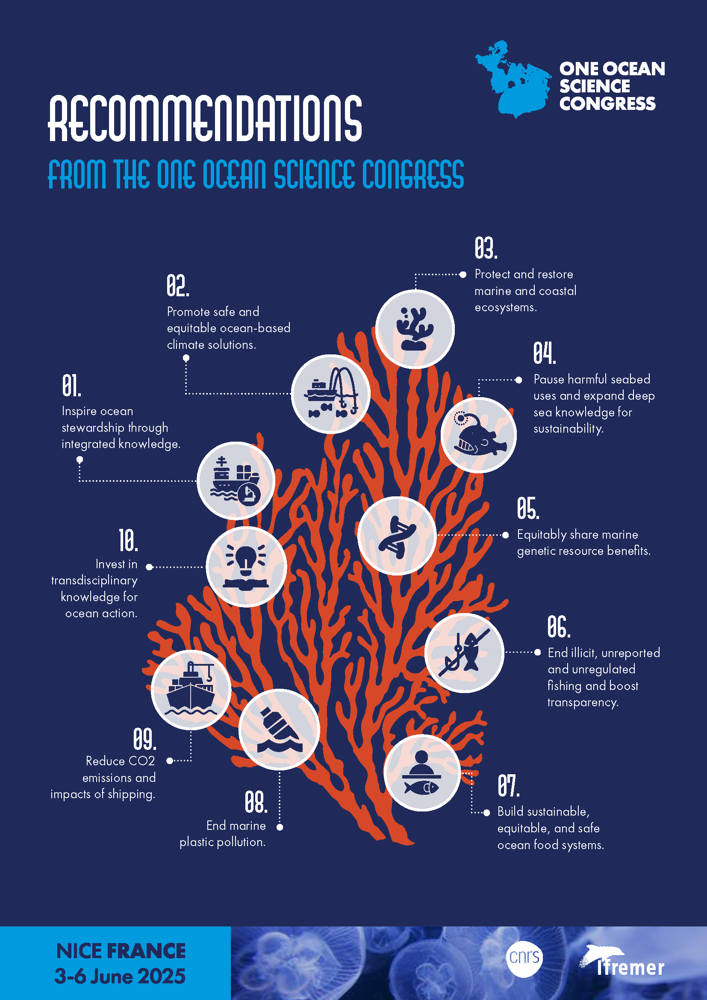 ONE OCEAN
SCIENCE
CONGRESS
RECOMMENDATIONS
FROM THE ONE OCEAN SCIENCE CONGRESS
01.
Inspire ocean
stewardship through
integrated knowledge.
02.
Promote safe and
equitable ocean-based
climate solutions.
03.
Protect and restore
marine and coastal
ecosystems.
04.
Pause harmful seabed
uses and expand deep
sea knowledge for
sustainability.
05.
Equitably share marine
genetic resource benefits.
06.
End illicit, unreported
and unregulated
fishing and boost
transparency.
07.
Build sustainable,
equitable, and safe
ocean food systems.
08.
End marine
plastic pollution.
09.
Reduce CO2
emissions and
impacts of shipping.
10.
Invest in
transdisciplinary
knowledge for
ocean action.
NICE FRANCE
3-6 June 2025
cnrs
Ifremer